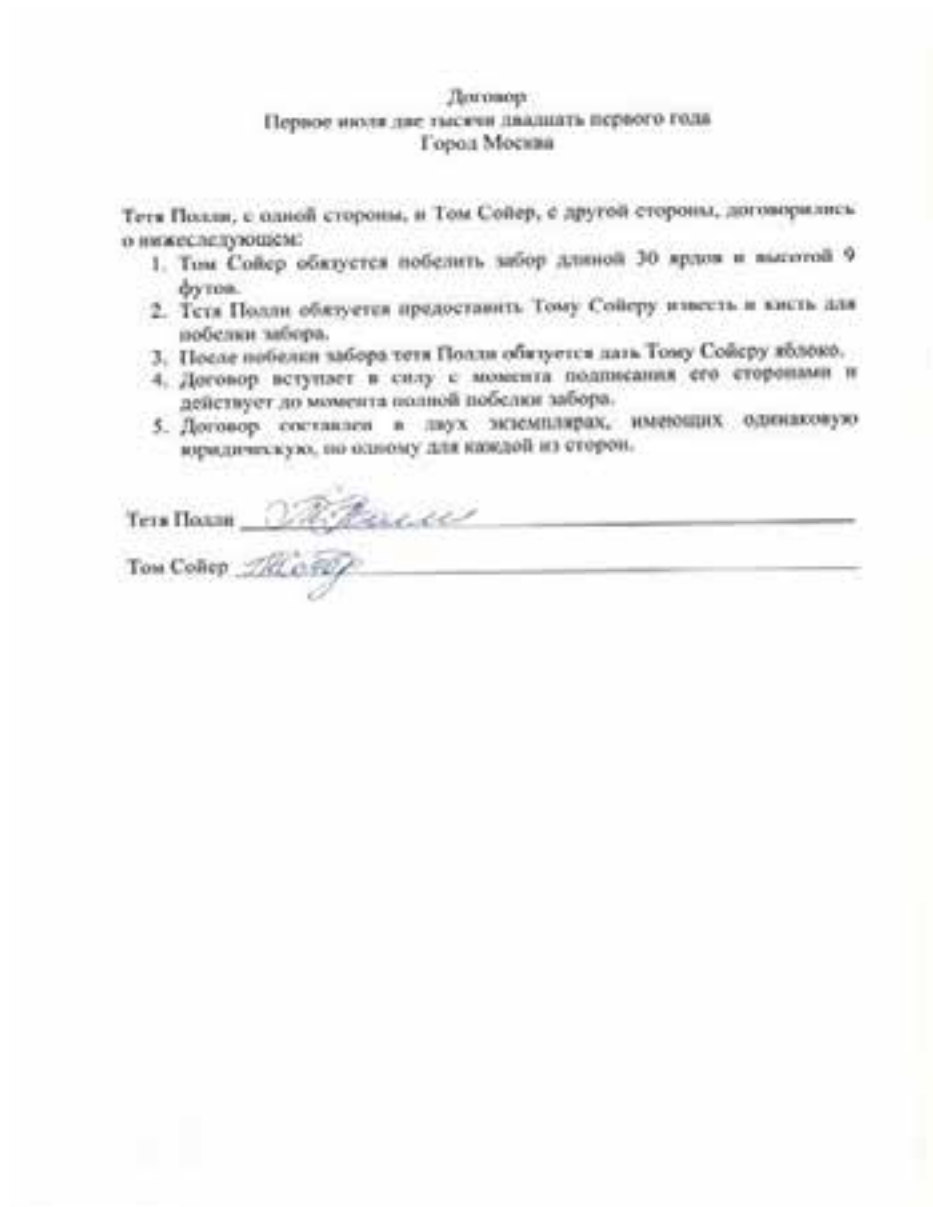 Договор
Первое июля две тысячи двадцать первого года
Город Москва
Тетя Полли, с одной стороны, и Том Сойер, с другой стороны, договорились
о нижеследующем:
1. Том Сойер обязуется побелить забор длиной 30 ярдов и высотой 9
футов.
2. Тетя Полли обязуется предоставить Тому Сойеру известь и кисть для
побелки забора.
3. После побелки забора тетя Полли обязуется дать Тому Сойеру яблоко.
4. Договор вступает в силу с момента подписания его сторонами и
действует до момента полной побелки забора.
5. Договор составлен в двух экземплярах, имеющих одинаковую
юридическую, по одному для каждой из сторон.
Тетя Полли
Том Сойер